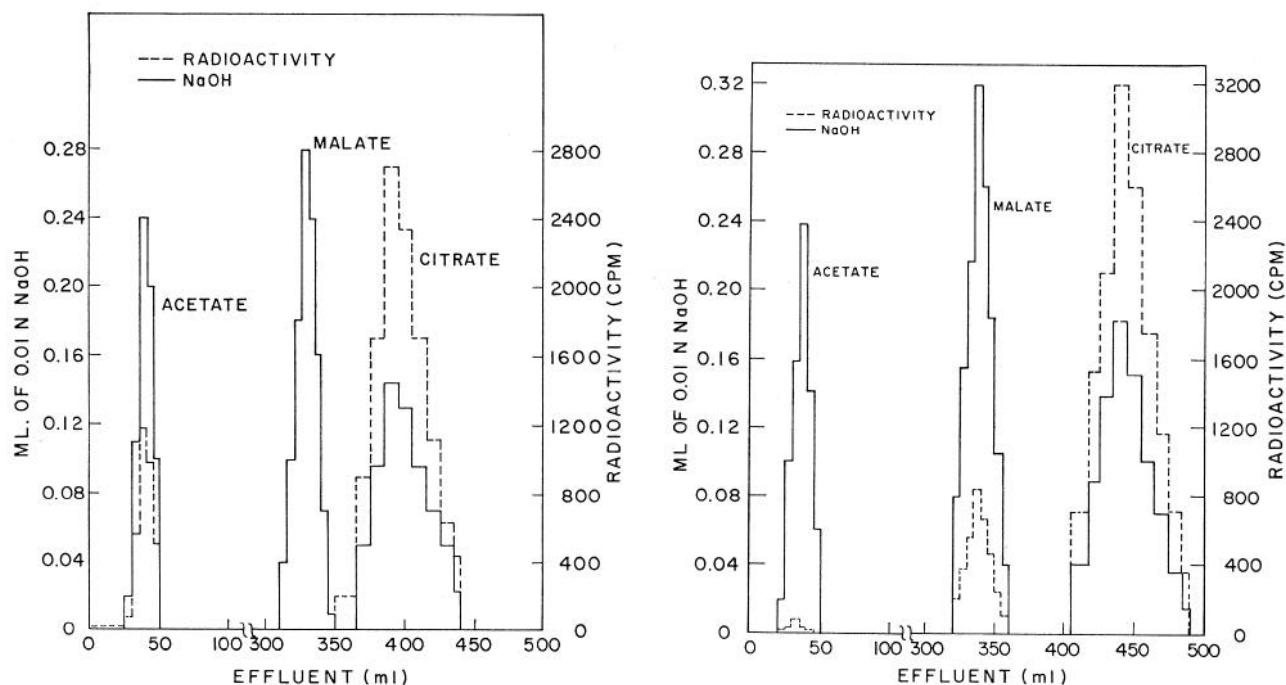 RADIOACTIVITY
NaOH
MALATE
ACETATE
CITRATE
ML. OF 0.01 N NaOH
0.28
0.24
0.20
0.16
0.12
0.08
0.04
0
2800
2400
2000
1600
1200
800
400
0
RADIOACTIVITY (CPM)
0 50 100 300 350 400 450 500
EFFLUENT (ml)
RADIOACTIVITY
NaOH
CITRATE
MALATE
ACETATE
ML OF 0.01 N NaOH
0.32
0.28
0.24
0.20
0.16
0.12
0.08
0.04
0
3200
2800
2400
2000
1600
1200
800
400
0
RADIOACTIVITY (CPM)
0 50 100 300 350 400 450 500
EFFLUENT (ml)